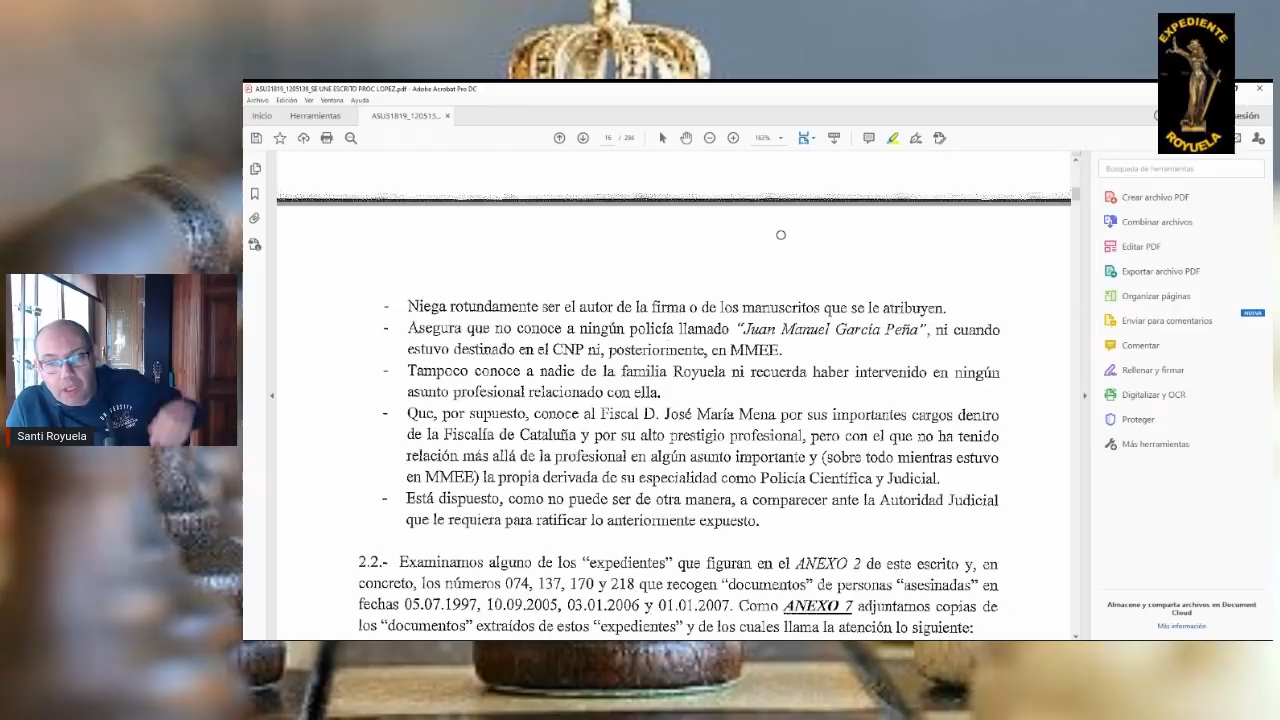 EXPEDIENTE
ROYUELA
ASU31819_1205139_SE UNE ESCRITO PROC LOPEZ.pdf - Adobe Acrobat Pro DC
Archivo Edición Ver Ventana Ayuda
Inicio Herramientas ASU31819_120513... ×
16 / 284 163%
Búsqueda de herramientas
Crear archivo PDF
Combinar archivos
Editar PDF
Exportar archivo PDF
Organizar páginas
Enviar para comentarios
NUEVA
Comentar
Rellenar y firmar
Digitalizar y OCR
Proteger
Más herramientas
Almacene y comparta archivos en Document
Cloud
Más información
- Niega rotundamente ser el autor de la firma o de los manuscritos que se le atribuyen.
- Asegura que no conoce a ningún policía llamado "Juan Manuel García Peña", ni cuando
estuvo destinado en el CNP ni, posteriormente, en MMEE.
- Tampoco conoce a nadie de la familia Royuela ni recuerda haber intervenido en ningún
asunto profesional relacionado con ella.
- Que, por supuesto, conoce al Fiscal D. José María Mena por sus importantes cargos dentro
de la Fiscalía de Cataluña y por su alto prestigio profesional, pero con el que no ha tenido
relación más allá de la profesional en algún asunto importante y (sobre todo mientras estuvo
en MMEE) la propia derivada de su especialidad como Policía Científica y Judicial.
- Está dispuesto, como no puede ser de otra manera, a comparecer ante la Autoridad Judicial
que le requiera para ratificar lo anteriormente expuesto.
2.2.- Examinamos alguno de los "expedientes" que figuran en el ANEXO 2 de este escrito y, en
concreto, los números 074, 137, 170 y 218 que recogen "documentos" de personas "asesinadas" en
fechas 05.07.1997, 10.09.2005, 03.01.2006 y 01.01.2007. Como ANEXO 7 adjuntamos copias de
los "documentos" extraídos de estos "expedientes" y de los cuales llama la atención lo siguiente:
Santi Royuela